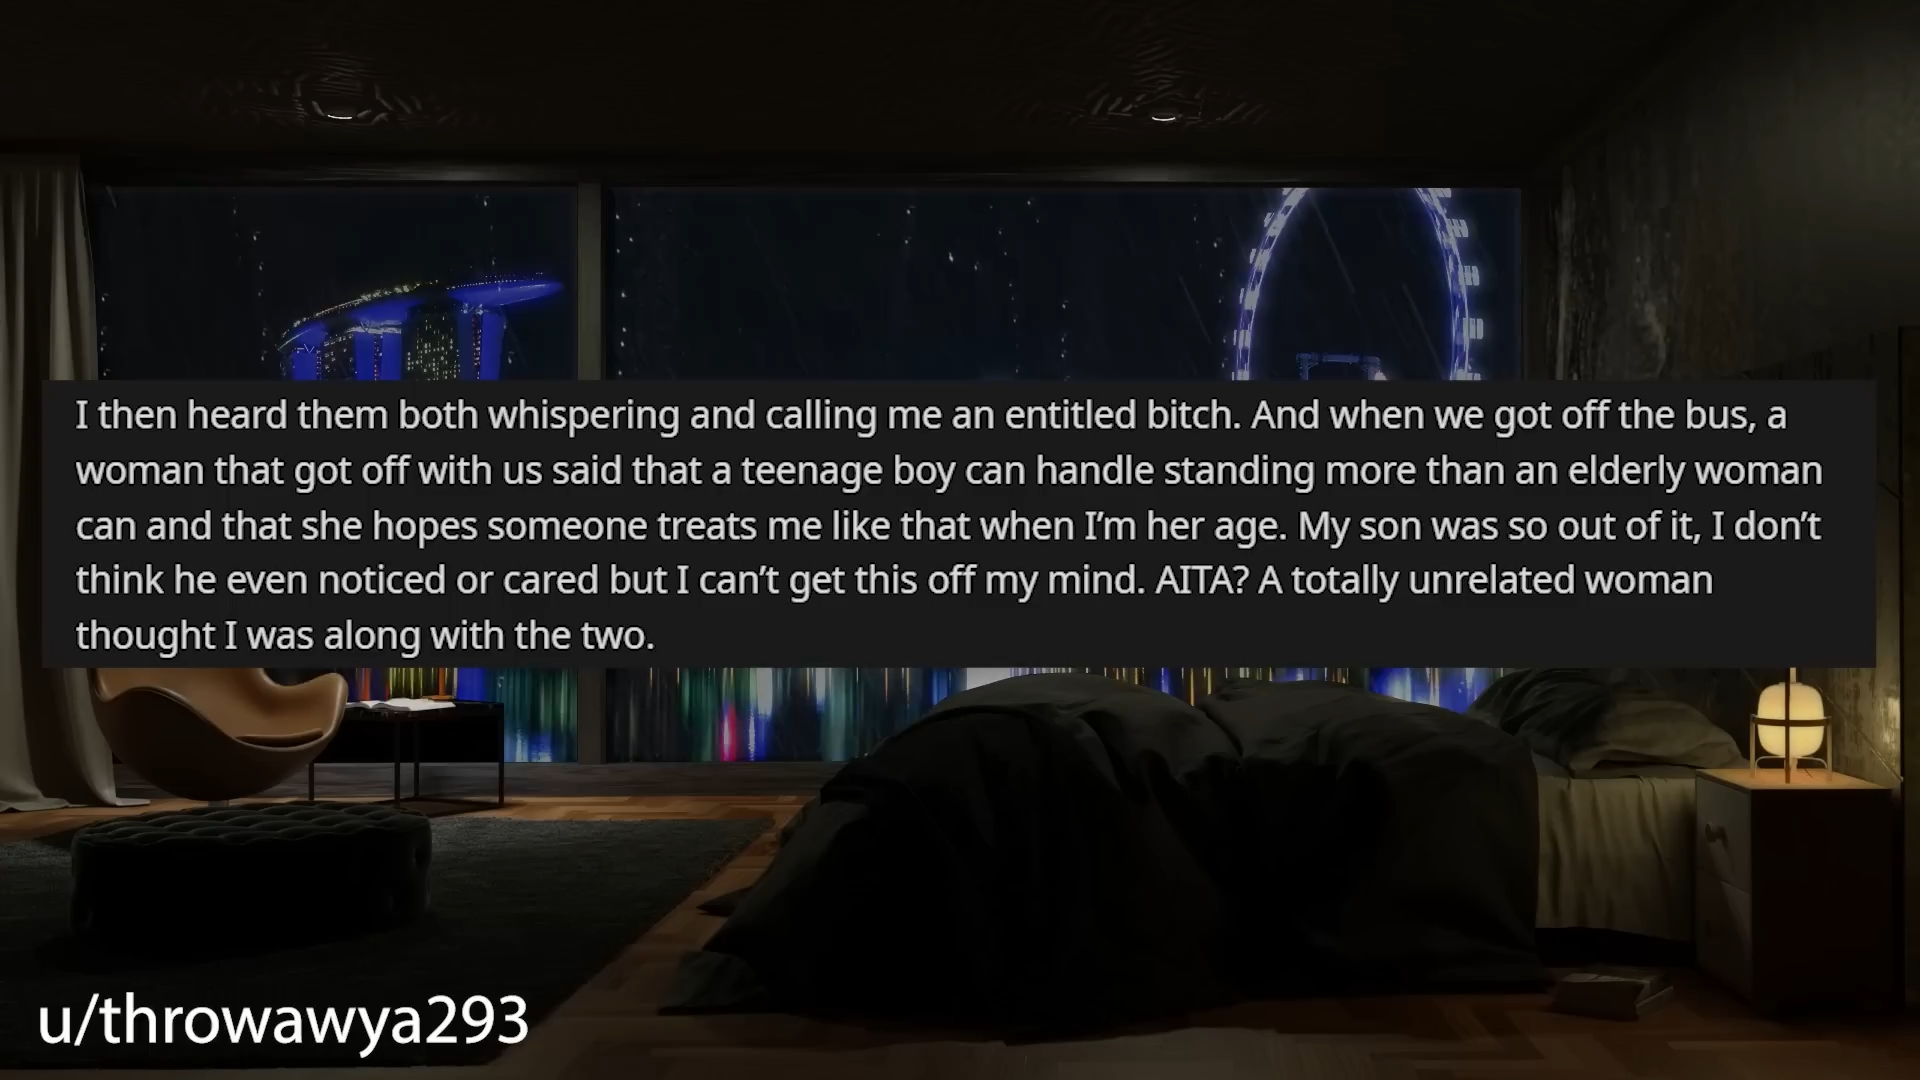 I then heard them both whispering and calling me an entitled bitch. And when we got off the bus, a
woman that got off with us said that a teenage boy can handle standing more than an elderly woman
can and that she hopes someone treats me like that when I’m her age. My son was so out of it, I don’t
think he even noticed or cared but I can’t get this off my mind. AITA? A totally unrelated woman
thought I was along with the two.
u/throwawya293